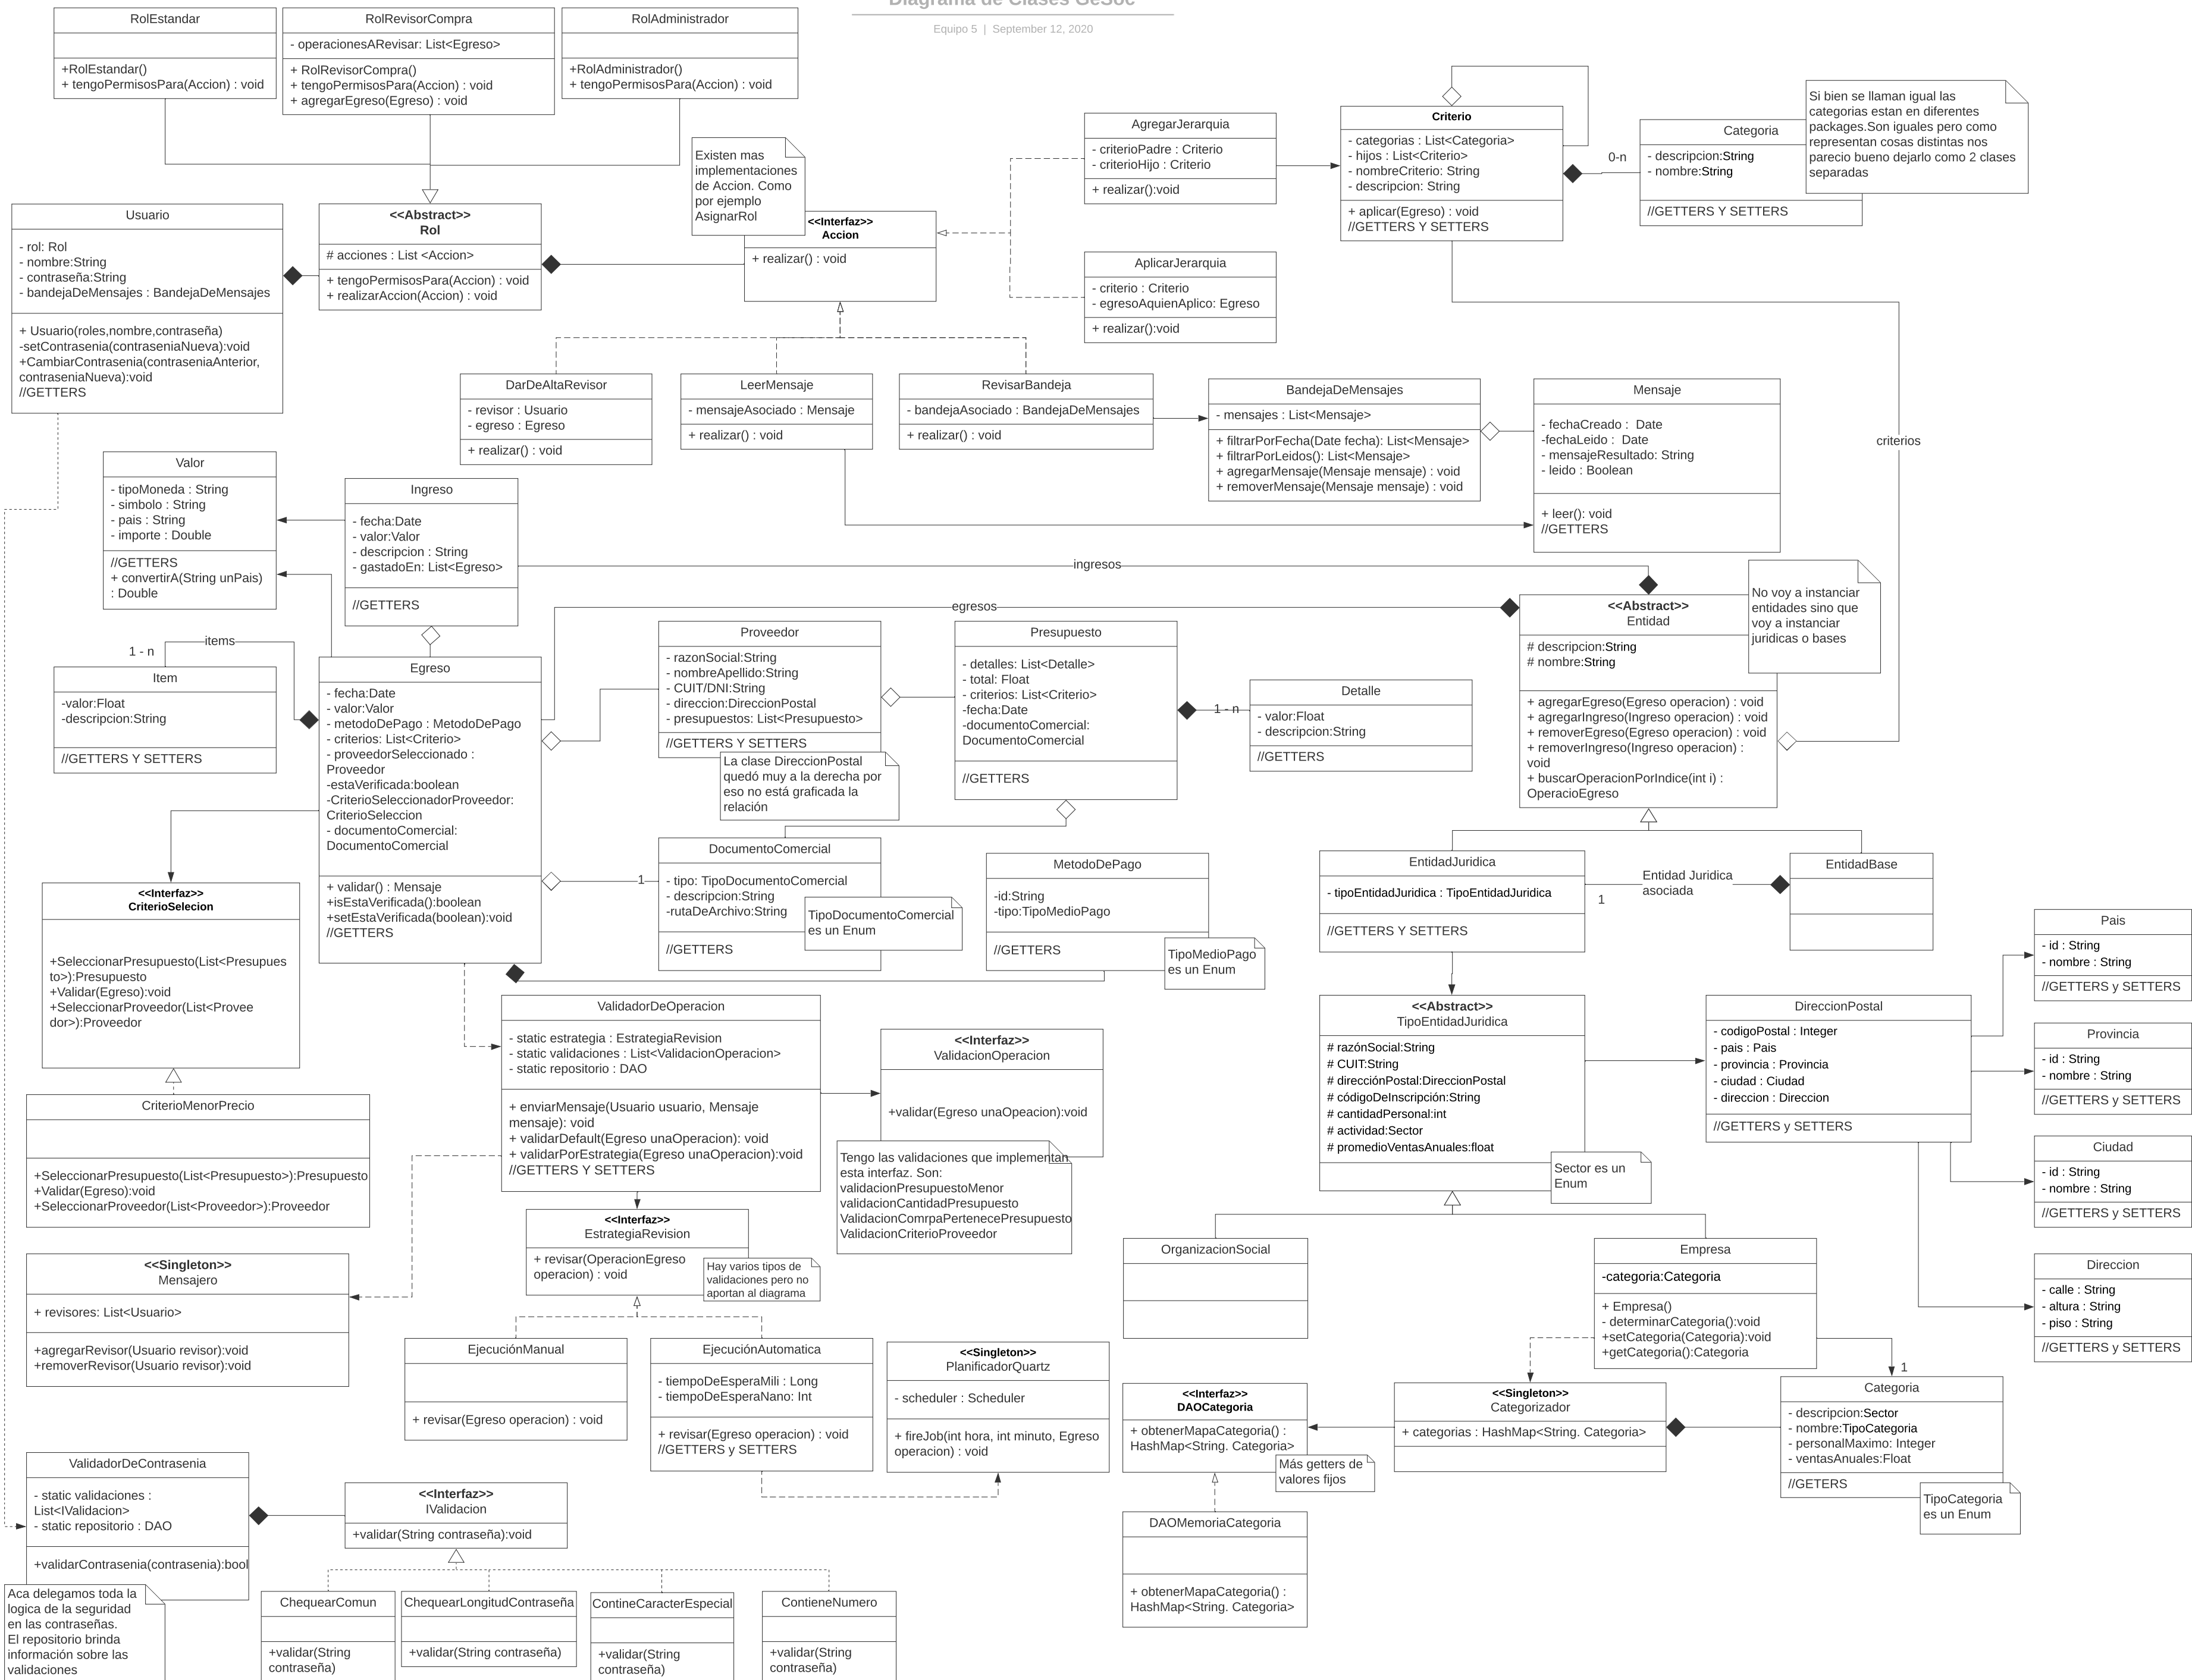 Diagrama de Clases GeSoc
Equipo 5 | September 12, 2020
RolEstandar
+RolEstandar()
+ tengoPermisosPara(Accion) : void
RolRevisorCompra
- operacionesARevisar: List<Egreso>
+ RolRevisorCompra()
+ tengoPermisosPara(Accion) : void
+ agregarEgreso(Egreso) : void
RolAdministrador
+RolAdministrador()
+ tengoPermisosPara(Accion) : void
Existen mas
implementaciones
de Accion. Como
por ejemplo
AsignarRol
<<Interfaz>>
Accion
+ realizar() : void
AgregarJerarquia
- criterioPadre : Criterio
- criterioHijo : Criterio
+ realizar():void
AplicarJerarquia
- criterio : Criterio
- egresoAquienAplico: Egreso
+ realizar():void
Criterio
- categorias : List<Categoria>
- hijos : List<Criterio>
- nombreCriterio: String
- descripcion: String
+ aplicar(Egreso) : void
//GETTERS Y SETTERS
0-n
Categoria
- descripcion:String
- nombre:String
//GETTERS Y SETTERS
Si bien se llaman igual las
categorias estan en diferentes
packages.Son iguales pero como
representan cosas distintas nos
parecio bueno dejarlo como 2 clases
separadas
Usuario
- rol: Rol
- nombre:String
- contraseña:String
- bandejaDeMensajes : BandejaDeMensajes
+ Usuario(roles,nombre,contraseña)
-setContrasenia(contraseniaNueva):void
+CambiarContrasenia(contraseniaAnterior,
contraseniaNueva):void
//GETTERS
<<Abstract>>
Rol
# acciones : List <Accion>
+ tengoPermisosPara(Accion) : void
+ realizarAccion(Accion) : void
DarDeAltaRevisor
- revisor : Usuario
- egreso : Egreso
+ realizar() : void
LeerMensaje
- mensajeAsociado : Mensaje
+ realizar() : void
RevisarBandeja
- bandejaAsociado : BandejaDeMensajes
+ realizar() : void
BandejaDeMensajes
- mensajes : List<Mensaje>
+ filtrarPorFecha(Date fecha): List<Mensaje>
+ filtrarPorLeidos(): List<Mensaje>
+ agregarMensaje(Mensaje mensaje) : void
+ removerMensaje(Mensaje mensaje) : void
Mensaje
- fechaCreado :  Date
-fechaLeido :  Date
- mensajeResultado: String
- leido : Boolean
+ leer(): void
//GETTERS
criterios
Valor
- tipoMoneda : String
- simbolo : String
- pais : String
- importe : Double
//GETTERS
+ convertirA(String unPais)
: Double
Ingreso
- fecha:Date
- valor:Valor
- descripcion : String
- gastadoEn: List<Egreso>
//GETTERS
ingresos
egresos
items
1 - n
Item
-valor:Float
-descripcion:String
//GETTERS Y SETTERS
Egreso
- fecha:Date
- valor:Valor
- metodoDePago : MetodoDePago
- criterios: List<Criterio>
- proveedorSeleccionado :
Proveedor
-estaVerificada:boolean
-CriterioSeleccionadorProveedor:
CriterioSeleccion
- documentoComercial:
DocumentoComercial
+ validar() : Mensaje
+isEstaVerificada():boolean
+setEstaVerificada(boolean):void
//GETTERS
Proveedor
- razonSocial:String
- nombreApellido:String
- CUIT/DNI:String
- direccion:DireccionPostal
- presupuestos: List<Presupuesto>
//GETTERS Y SETTERS
La clase DireccionPostal
quedó muy a la derecha por
eso no está graficada la
relación
Presupuesto
- detalles: List<Detalle>
- total: Float
- criterios: List<Criterio>
-fecha:Date
-documentoComercial:
DocumentoComercial
//GETTERS
1 - n
Detalle
- valor:Float
- descripcion:String
//GETTERS
<<Abstract>>
Entidad
# descripcion:String
# nombre:String
+ agregarEgreso(Egreso operacion) : void
+ agregarIngreso(Ingreso operacion) : void
+ removerEgreso(Egreso operacion) : void
+ removerIngreso(Ingreso operacion) :
void
+ buscarOperacionPorIndice(int i) :
OperacioEgreso
No voy a instanciar
entidades sino que
voy a instanciar
juridicas o bases
1
DocumentoComercial
- tipo: TipoDocumentoComercial
- descripcion:String
-rutaDeArchivo:String
//GETTERS
TipoDocumentoComercial
es un Enum
MetodoDePago
-id:String
-tipo:TipoMedioPago
//GETTERS
TipoMedioPago
es un Enum
EntidadJuridica
- tipoEntidadJuridica : TipoEntidadJuridica
//GETTERS Y SETTERS
Entidad Juridica
asociada
1
EntidadBase
<<Interfaz>>
CriterioSelecion
+SeleccionarPresupuesto(List<Presupues
to>):Presupuesto
+Validar(Egreso):void
+SeleccionarProveedor(List<Provee
dor>):Proveedor
CriterioMenorPrecio
+SeleccionarPresupuesto(List<Presupuesto>):Presupuesto
+Validar(Egreso):void
+SeleccionarProveedor(List<Proveedor>):Proveedor
ValidadorDeOperacion
- static estrategia : EstrategiaRevision
- static validaciones : List<ValidacionOperacion>
- static repositorio : DAO
+ enviarMensaje(Usuario usuario, Mensaje
mensaje): void
+ validarDefault(Egreso unaOperacion): void
+ validarPorEstrategia(Egreso unaOperacion):void
//GETTERS Y SETTERS
<<Interfaz>>
ValidacionOperacion
+validar(Egreso unaOpeacion):void
Tengo las validaciones que implementan
esta interfaz. Son:
validacionPresupuestoMenor
validacionCantidadPresupuesto
ValidacionComrpaPertenecePresupuesto
ValidacionCriterioProveedor
<<Abstract>>
TipoEntidadJuridica
# razónSocial:String
# CUIT:String
# direcciónPostal:DireccionPostal
# códigoDeInscripción:String
# cantidadPersonal:int
# actividad:Sector
# promedioVentasAnuales:float
Sector es un
Enum
DireccionPostal
- codigoPostal : Integer
- pais : Pais
- provincia : Provincia
- ciudad : Ciudad
- direccion : Direccion
//GETTERS y SETTERS
Pais
- id : String
- nombre : String
//GETTERS y SETTERS
Provincia
- id : String
- nombre : String
//GETTERS y SETTERS
Ciudad
- id : String
- nombre : String
//GETTERS y SETTERS
Direccion
- calle : String
- altura : String
- piso : String
//GETTERS y SETTERS
<<Singleton>>
Mensajero
+ revisores: List<Usuario>
+agregarRevisor(Usuario revisor):void
+removerRevisor(Usuario revisor):void
<<Interfaz>>
EstrategiaRevision
+ revisar(OperacionEgreso
operacion) : void
Hay varios tipos de
validaciones pero no
aportan al diagrama
EjecuciónManual
+ revisar(Egreso operacion) : void
EjecuciónAutomatica
- tiempoDeEsperaMili : Long
- tiempoDeEsperaNano: Int
+ revisar(Egreso operacion) : void
//GETTERS y SETTERS
<<Singleton>>
PlanificadorQuartz
- scheduler : Scheduler
+ fireJob(int hora, int minuto, Egreso
operacion) : void
OrganizacionSocial
Empresa
-categoria:Categoria
+ Empresa()
- determinarCategoria():void
+setCategoria(Categoria):void
+getCategoria():Categoria
1
<<Interfaz>>
DAOCategoria
+ obtenerMapaCategoria() :
HashMap<String. Categoria>
Más getters de
valores fijos
<<Singleton>>
Categorizador
+ categorias : HashMap<String. Categoria>
Categoria
- descripcion:Sector
- nombre:TipoCategoria
- personalMaximo: Integer
- ventasAnuales:Float
//GETERS
TipoCategoria
es un Enum
DAOMemoriaCategoria
+ obtenerMapaCategoria() :
HashMap<String. Categoria>
ValidadorDeContrasenia
- static validaciones :
List<IValidacion>
- static repositorio : DAO
+validarContrasenia(contrasenia):bool
Aca delegamos toda la
logica de la seguridad
en las contraseñas.
El repositorio brinda
información sobre las
validaciones
<<Interfaz>>
IValidacion
+validar(String contraseña):void
ChequearComun
+validar(String
contraseña)
ChequearLongitudContraseña
+validar(String contraseña)
ContineCaracterEspecial
+validar(String
contraseña)
ContieneNumero
+validar(String
contraseña)